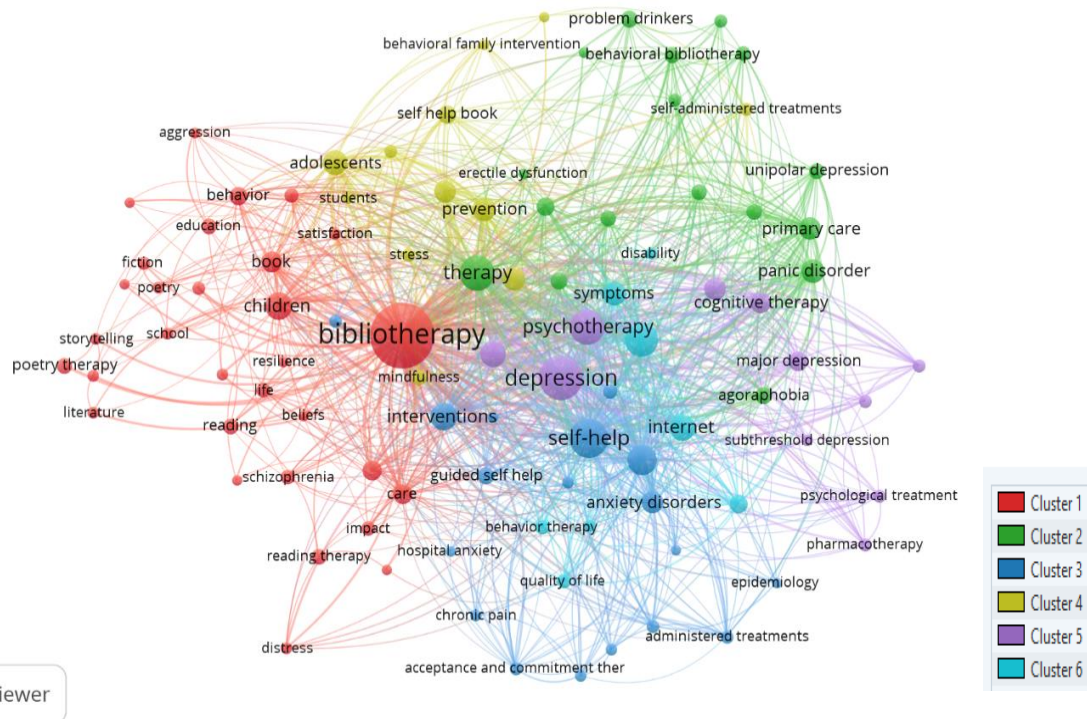 problem drinkers
behavioral family intervention
behavioral bibliotherapy
self help book
self-administered treatments
aggression
adolescents
erectile dysfunction
unipolar depression
behavior
students
prevention
education
satisfaction
primary care
stress
disability
fiction
book
therapy
panic disorder
poetry
symptoms
cognitive therapy
children
storytelling
school
bibliotherapy
psychotherapy
poetry therapy
resilience
major depression
mindfulness
depression
life
agoraphobia
literature
beliefs
interventions
reading
internet
self-help
subthreshold depression
schizophrenia
guided self help
care
anxiety disorders
psychological treatment
impact
behavior therapy
reading therapy
hospital anxiety
pharmacotherapy
quality of life
epidemiology
chronic pain
administered treatments
distress
acceptance and commitment ther
iewer
Cluster 1
Cluster 2
Cluster 3
Cluster 4
Cluster 5
Cluster 6